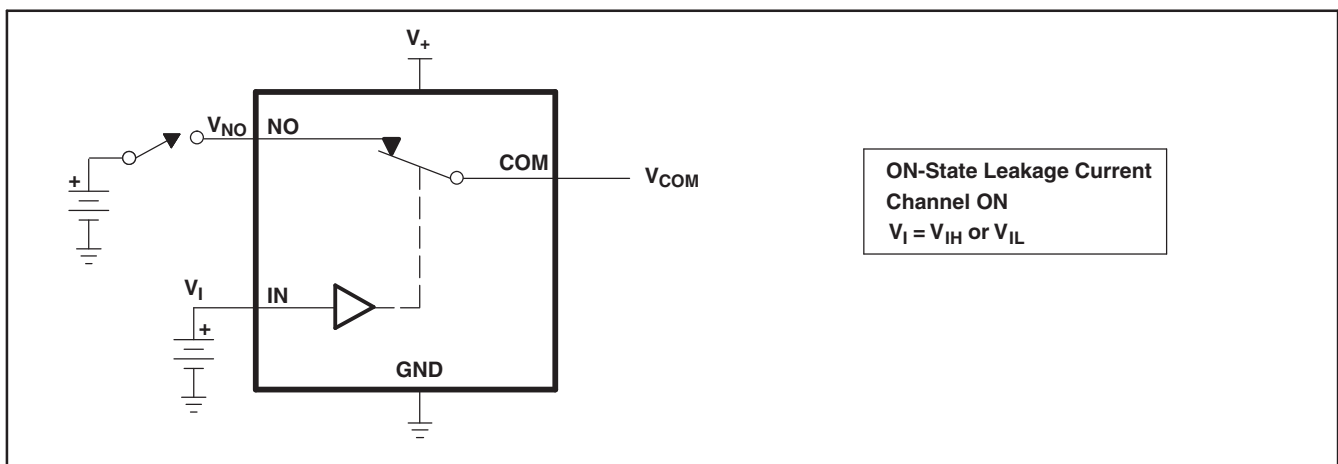 V+
VNO NO
COM
VCOM
+
VI IN
+
GND
ON-State Leakage Current
Channel ON
VI = VIH or VIL